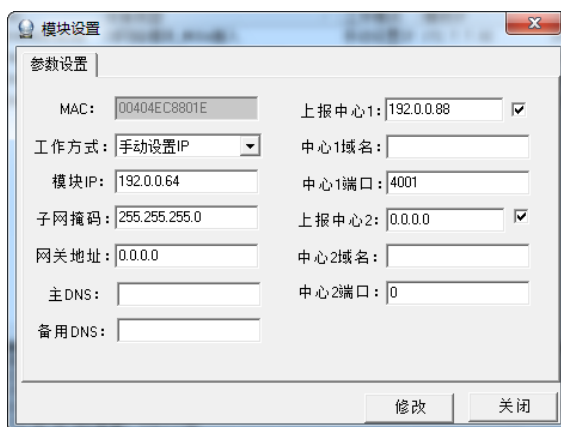 模块设置
参数设置
MAC: 00404EC8801E
工作方式: 手动设置IP
模块IP: 192.0.0.64
子网掩码: 255.255.255.0
网关地址: 0.0.0.0
主DNS:
备用DNS:
上报中心1: 192.0.0.88
中心1域名:
中心1端口: 4001
上报中心2: 0.0.0.0
中心2域名:
中心2端口: 0
修改 关闭